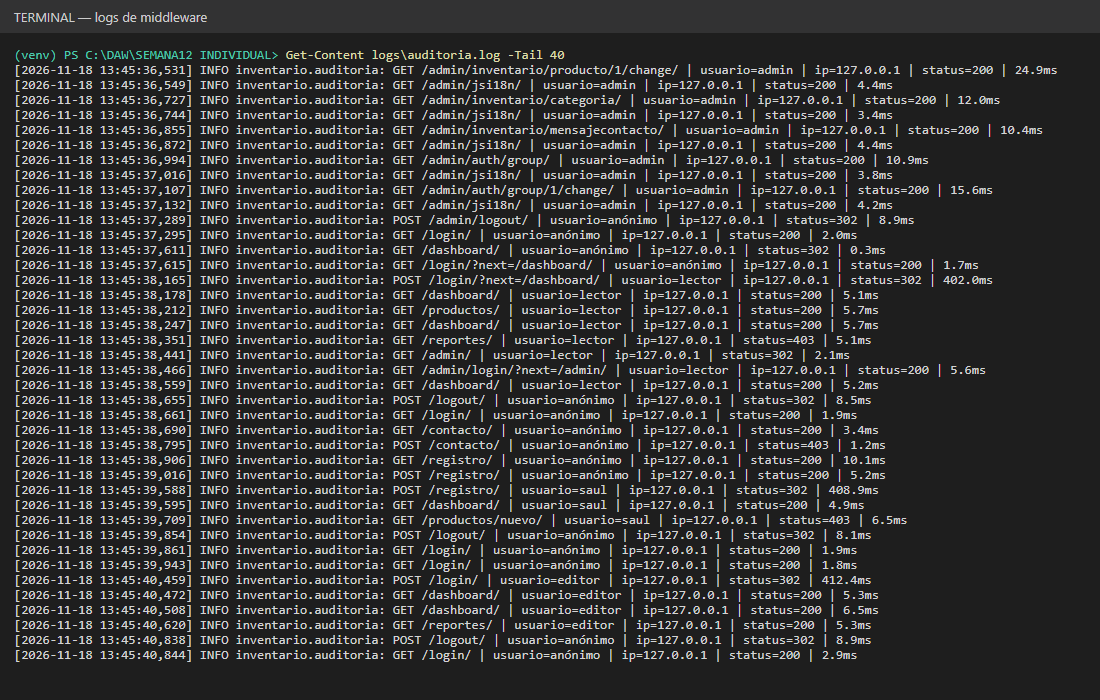 TERMINAL — logs de middleware
(venv) PS C:\DAW\SEMANA12 INDIVIDUAL> Get-Content logs\auditoria.log -Tail 40
[2026-11-18 13:45:36,531] INFO inventario.auditoria: GET /admin/inventario/producto/1/change/ | usuario=admin | ip=127.0.0.1 | status=200 | 24.9ms
[2026-11-18 13:45:36,549] INFO inventario.auditoria: GET /admin/jsi18n/ | usuario=admin | ip=127.0.0.1 | status=200 | 4.4ms
[2026-11-18 13:45:36,727] INFO inventario.auditoria: GET /admin/inventario/categoria/ | usuario=admin | ip=127.0.0.1 | status=200 | 12.0ms
[2026-11-18 13:45:36,744] INFO inventario.auditoria: GET /admin/jsi18n/ | usuario=admin | ip=127.0.0.1 | status=200 | 3.4ms
[2026-11-18 13:45:36,855] INFO inventario.auditoria: GET /admin/inventario/mensajecontacto/ | usuario=admin | ip=127.0.0.1 | status=200 | 10.4ms
[2026-11-18 13:45:36,872] INFO inventario.auditoria: GET /admin/jsi18n/ | usuario=admin | ip=127.0.0.1 | status=200 | 4.4ms
[2026-11-18 13:45:36,994] INFO inventario.auditoria: GET /admin/auth/group/ | usuario=admin | ip=127.0.0.1 | status=200 | 10.9ms
[2026-11-18 13:45:37,016] INFO inventario.auditoria: GET /admin/jsi18n/ | usuario=admin | ip=127.0.0.1 | status=200 | 3.8ms
[2026-11-18 13:45:37,107] INFO inventario.auditoria: GET /admin/auth/group/1/change/ | usuario=admin | ip=127.0.0.1 | status=200 | 15.6ms
[2026-11-18 13:45:37,132] INFO inventario.auditoria: GET /admin/jsi18n/ | usuario=admin | ip=127.0.0.1 | status=200 | 4.2ms
[2026-11-18 13:45:37,289] INFO inventario.auditoria: POST /admin/logout/ | usuario=anónimo | ip=127.0.0.1 | status=302 | 8.9ms
[2026-11-18 13:45:37,295] INFO inventario.auditoria: GET /login/ | usuario=anónimo | ip=127.0.0.1 | status=200 | 2.0ms
[2026-11-18 13:45:37,611] INFO inventario.auditoria: GET /dashboard/ | usuario=anónimo | ip=127.0.0.1 | status=302 | 0.3ms
[2026-11-18 13:45:37,615] INFO inventario.auditoria: GET /login/?next=/dashboard/ | usuario=anónimo | ip=127.0.0.1 | status=200 | 1.7ms
[2026-11-18 13:45:38,165] INFO inventario.auditoria: POST /login/?next=/dashboard/ | usuario=lector | ip=127.0.0.1 | status=302 | 402.0ms
[2026-11-18 13:45:38,178] INFO inventario.auditoria: GET /dashboard/ | usuario=lector | ip=127.0.0.1 | status=200 | 5.1ms
[2026-11-18 13:45:38,212] INFO inventario.auditoria: GET /productos/ | usuario=lector | ip=127.0.0.1 | status=200 | 5.7ms
[2026-11-18 13:45:38,247] INFO inventario.auditoria: GET /dashboard/ | usuario=lector | ip=127.0.0.1 | status=200 | 5.7ms
[2026-11-18 13:45:38,351] INFO inventario.auditoria: GET /reportes/ | usuario=lector | ip=127.0.0.1 | status=403 | 5.1ms
[2026-11-18 13:45:38,441] INFO inventario.auditoria: GET /admin/ | usuario=lector | ip=127.0.0.1 | status=302 | 2.1ms
[2026-11-18 13:45:38,466] INFO inventario.auditoria: GET /admin/login/?next=/admin/ | usuario=lector | ip=127.0.0.1 | status=200 | 5.6ms
[2026-11-18 13:45:38,559] INFO inventario.auditoria: GET /dashboard/ | usuario=lector | ip=127.0.0.1 | status=200 | 5.2ms
[2026-11-18 13:45:38,655] INFO inventario.auditoria: POST /logout/ | usuario=anónimo | ip=127.0.0.1 | status=302 | 8.5ms
[2026-11-18 13:45:38,661] INFO inventario.auditoria: GET /login/ | usuario=anónimo | ip=127.0.0.1 | status=200 | 1.9ms
[2026-11-18 13:45:38,690] INFO inventario.auditoria: GET /contacto/ | usuario=anónimo | ip=127.0.0.1 | status=200 | 3.4ms
[2026-11-18 13:45:38,795] INFO inventario.auditoria: POST /contacto/ | usuario=anónimo | ip=127.0.0.1 | status=403 | 1.2ms
[2026-11-18 13:45:38,906] INFO inventario.auditoria: GET /registro/ | usuario=anónimo | ip=127.0.0.1 | status=200 | 10.1ms
[2026-11-18 13:45:39,016] INFO inventario.auditoria: POST /registro/ | usuario=anónimo | ip=127.0.0.1 | status=200 | 5.2ms
[2026-11-18 13:45:39,588] INFO inventario.auditoria: POST /registro/ | usuario=saul | ip=127.0.0.1 | status=302 | 408.9ms
[2026-11-18 13:45:39,595] INFO inventario.auditoria: GET /dashboard/ | usuario=saul | ip=127.0.0.1 | status=200 | 4.9ms
[2026-11-18 13:45:39,709] INFO inventario.auditoria: GET /productos/nuevo/ | usuario=saul | ip=127.0.0.1 | status=403 | 6.5ms
[2026-11-18 13:45:39,854] INFO inventario.auditoria: POST /logout/ | usuario=anónimo | ip=127.0.0.1 | status=302 | 8.1ms
[2026-11-18 13:45:39,861] INFO inventario.auditoria: GET /login/ | usuario=anónimo | ip=127.0.0.1 | status=200 | 1.9ms
[2026-11-18 13:45:39,943] INFO inventario.auditoria: GET /login/ | usuario=anónimo | ip=127.0.0.1 | status=200 | 1.8ms
[2026-11-18 13:45:40,459] INFO inventario.auditoria: POST /login/ | usuario=editor | ip=127.0.0.1 | status=302 | 412.4ms
[2026-11-18 13:45:40,472] INFO inventario.auditoria: GET /dashboard/ | usuario=editor | ip=127.0.0.1 | status=200 | 5.3ms
[2026-11-18 13:45:40,508] INFO inventario.auditoria: GET /dashboard/ | usuario=editor | ip=127.0.0.1 | status=200 | 6.5ms
[2026-11-18 13:45:40,620] INFO inventario.auditoria: GET /reportes/ | usuario=editor | ip=127.0.0.1 | status=200 | 5.3ms
[2026-11-18 13:45:40,838] INFO inventario.auditoria: POST /logout/ | usuario=anónimo | ip=127.0.0.1 | status=302 | 8.9ms
[2026-11-18 13:45:40,844] INFO inventario.auditoria: GET /login/ | usuario=anónimo | ip=127.0.0.1 | status=200 | 2.9ms